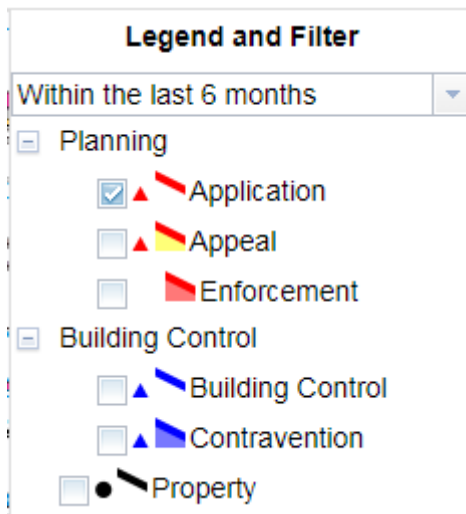 Legend and Filter
Within the last 6 months
Planning
Application
Appeal
Enforcement
Building Control
Building Control
Contravention
Property